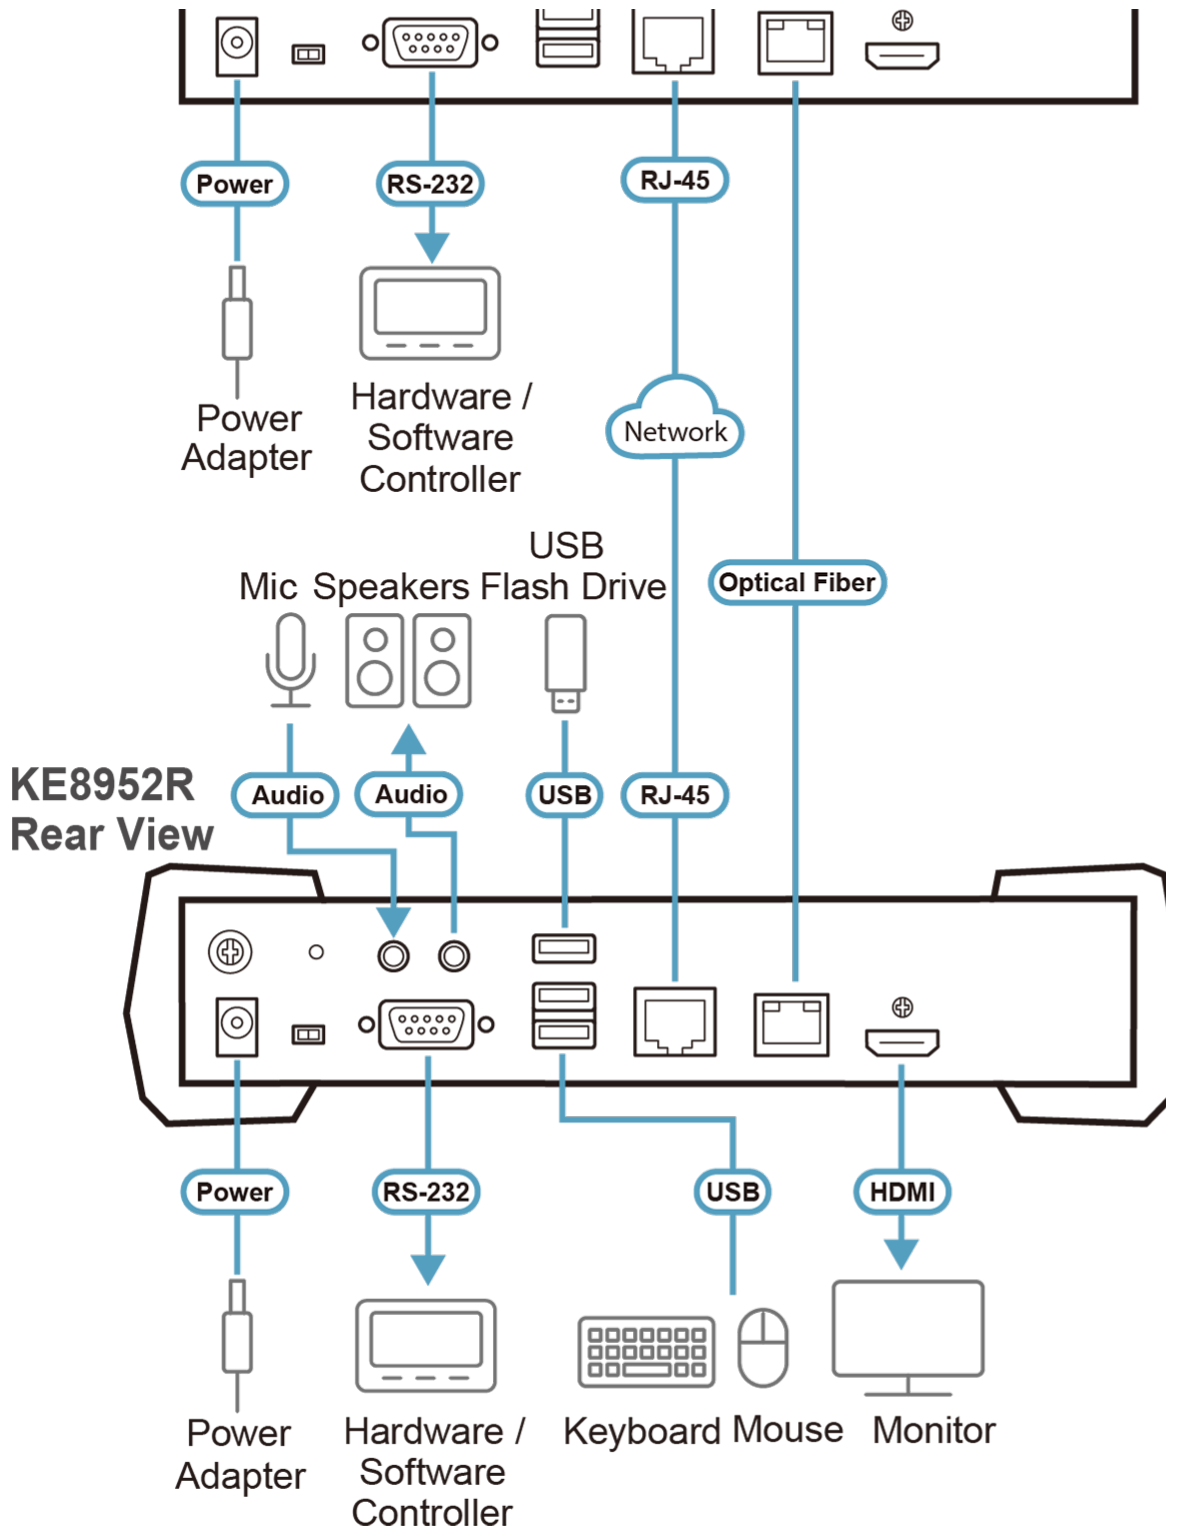 Power
RS-232
RJ-45
Power
Adapter
Hardware /
Software
Controller
Network
Optical Fiber
USB
Mic Speakers Flash Drive
KE8952R
Rear View
Audio
Audio
USB
RJ-45
Power
RS-232
USB
HDMI
Power
Adapter
Hardware /
Software
Controller
Keyboard
Mouse
Monitor